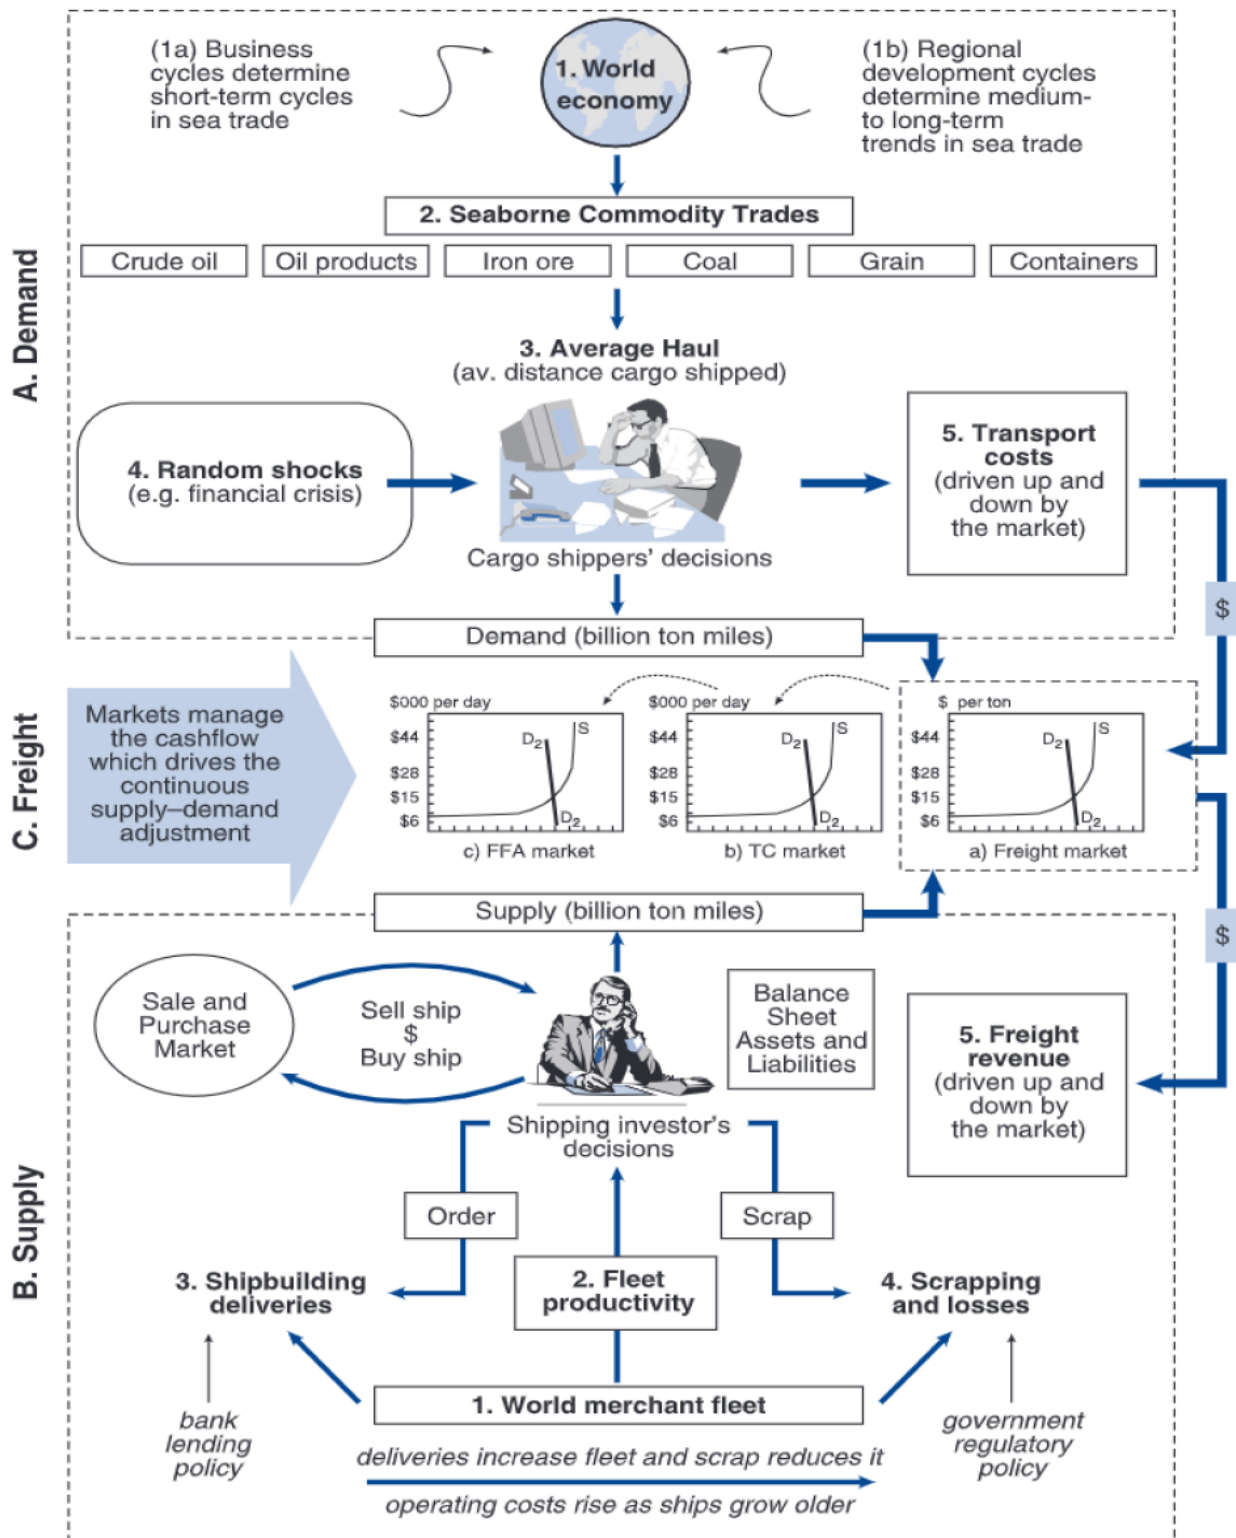 (1a) Business
cycles determine
short-term cycles
in sea trade
1. World
economy
(1b) Regional
development cycles
determine medium-
to long-term
trends in sea trade
2. Seaborne Commodity Trades
Crude oil
Oil products
Iron ore
Coal
Grain
Containers
A. Demand
3. Average Haul
(av. distance cargo shipped)
4. Random shocks
(e.g. financial crisis)
Cargo shippers' decisions
5. Transport
costs
(driven up and
down by
the market)
$
Demand (billion ton miles)
C. Freight
Markets manage
the cashflow
which drives the
continuous
supply–demand
adjustment
$000 per day
$44
$28
$15
$6
D2
S
D2
c) FFA market
$000 per day
$44
$28
$15
$6
D2
S
D2
b) TC market
$ per ton
$44
$28
$15
$6
D2
S
D2
a) Freight market
Supply (billion ton miles)
$
B. Supply
Sale and
Purchase
Market
Sell ship
$
Buy ship
Balance
Sheet
Assets and
Liabilities
5. Freight
revenue
(driven up and
down by
the market)
Shipping investor's
decisions
Order
Scrap
3. Shipbuilding
deliveries
2. Fleet
productivity
4. Scrapping
and losses
1. World merchant fleet
bank
lending
policy
deliveries increase fleet and scrap reduces it
operating costs rise as ships grow older
government
regulatory
policy